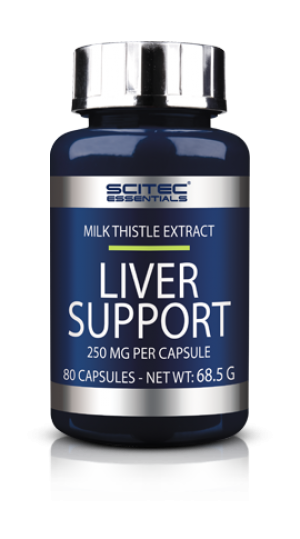 SCITEC
ESSENTIALS
MILK THISTLE EXTRACT
LIVER
SUPPORT
250 MG PER CAPSULE
80 CAPSULES - NET WT: 68.5 G